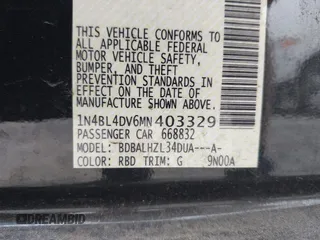 THIS VEHICLE CONFORMS TO
ALL APPLICABLE FEDERAL
MOTOR VEHICLE SAFETY,
BUMPER, AND THEFT
PREVENTION STANDARDS IN
EFFECT ON THE DATE OF
MANUFACTURE SHOWN ABOVE.
1N4BL4DV6MN403329
PASSENGER CAR 668832
MODEL: BDBALHZL34DUA---A-
COLOR: RBD TRIM: G 9N00A
DREAMBID